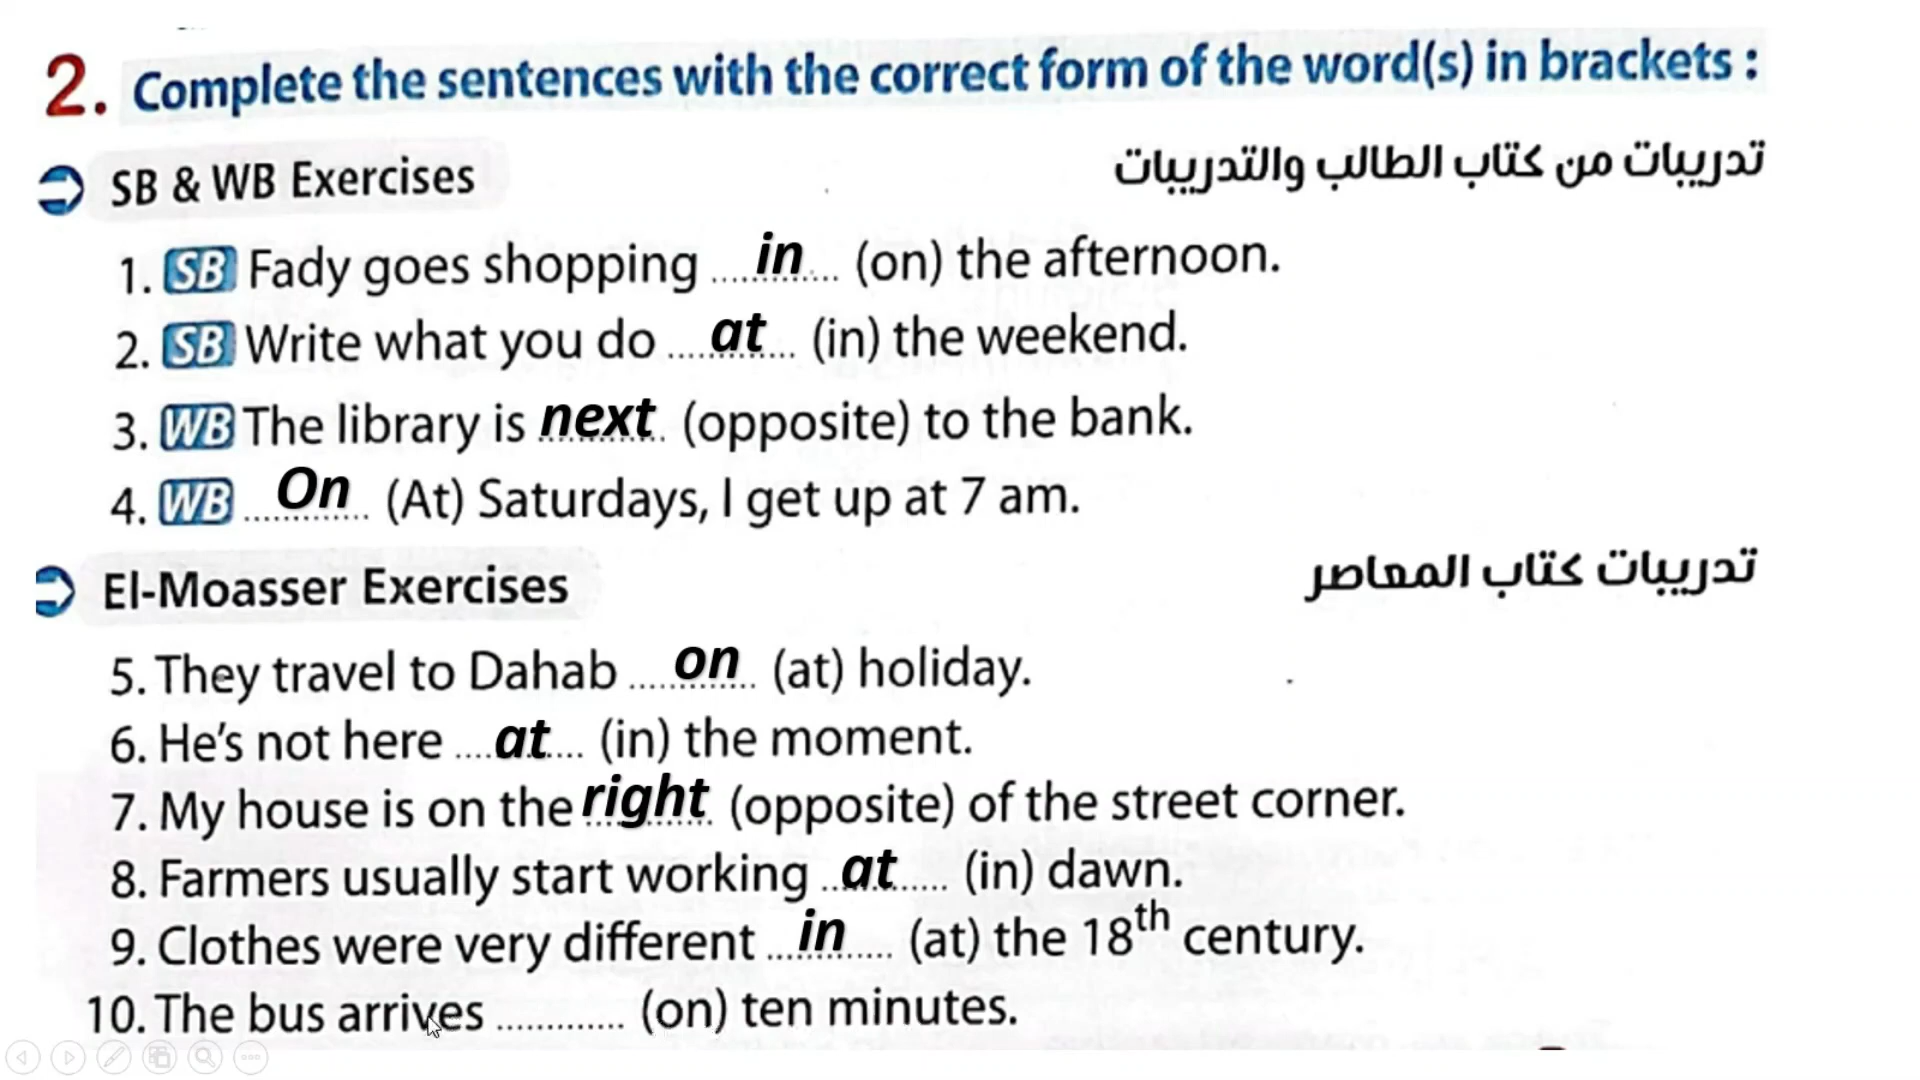 2. Complete the sentences with the correct form of the word(s) in brackets :
SB & WB Exercises تدريبات من كتاب الطالب والتدريبات
1. SB Fady goes shopping ....in.... (on) the afternoon.
2. SB Write what you do ....at.... (in) the weekend.
3. WB The library is next (opposite) to the bank.
4. WB ....On.... (At) Saturdays, I get up at 7 am.
El-Moasser Exercises تدريبات كتاب المعاصر
5. They travel to Dahab ....on.... (at) holiday.
6. He's not here ....at.... (in) the moment.
7. My house is on the right (opposite) of the street corner.
8. Farmers usually start working ....at.... (in) dawn.
9. Clothes were very different ....in.... (at) the 18th century.
10. The bus arrives ............ (on) ten minutes.